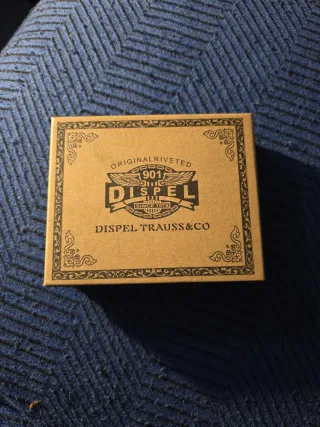 ORIGINALRIVETED
901
DISPEL
DISPEL TRAUSS&CO